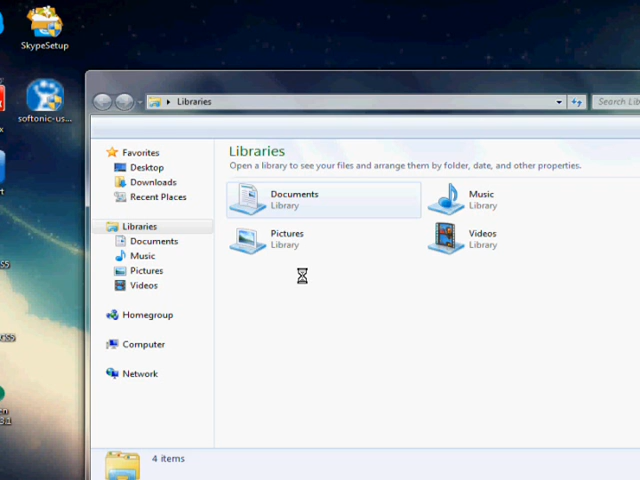 SkypeSetup
softonic-us...
Libraries
Search Lib
Favorites
Desktop
Downloads
Recent Places
Libraries
Documents
Music
Pictures
Videos
Homegroup
Computer
Network
Libraries
Open a library to see your files and arrange them by folder, date, and other properties.
Documents
Library
Music
Library
Pictures
Library
Videos
Library
4 items